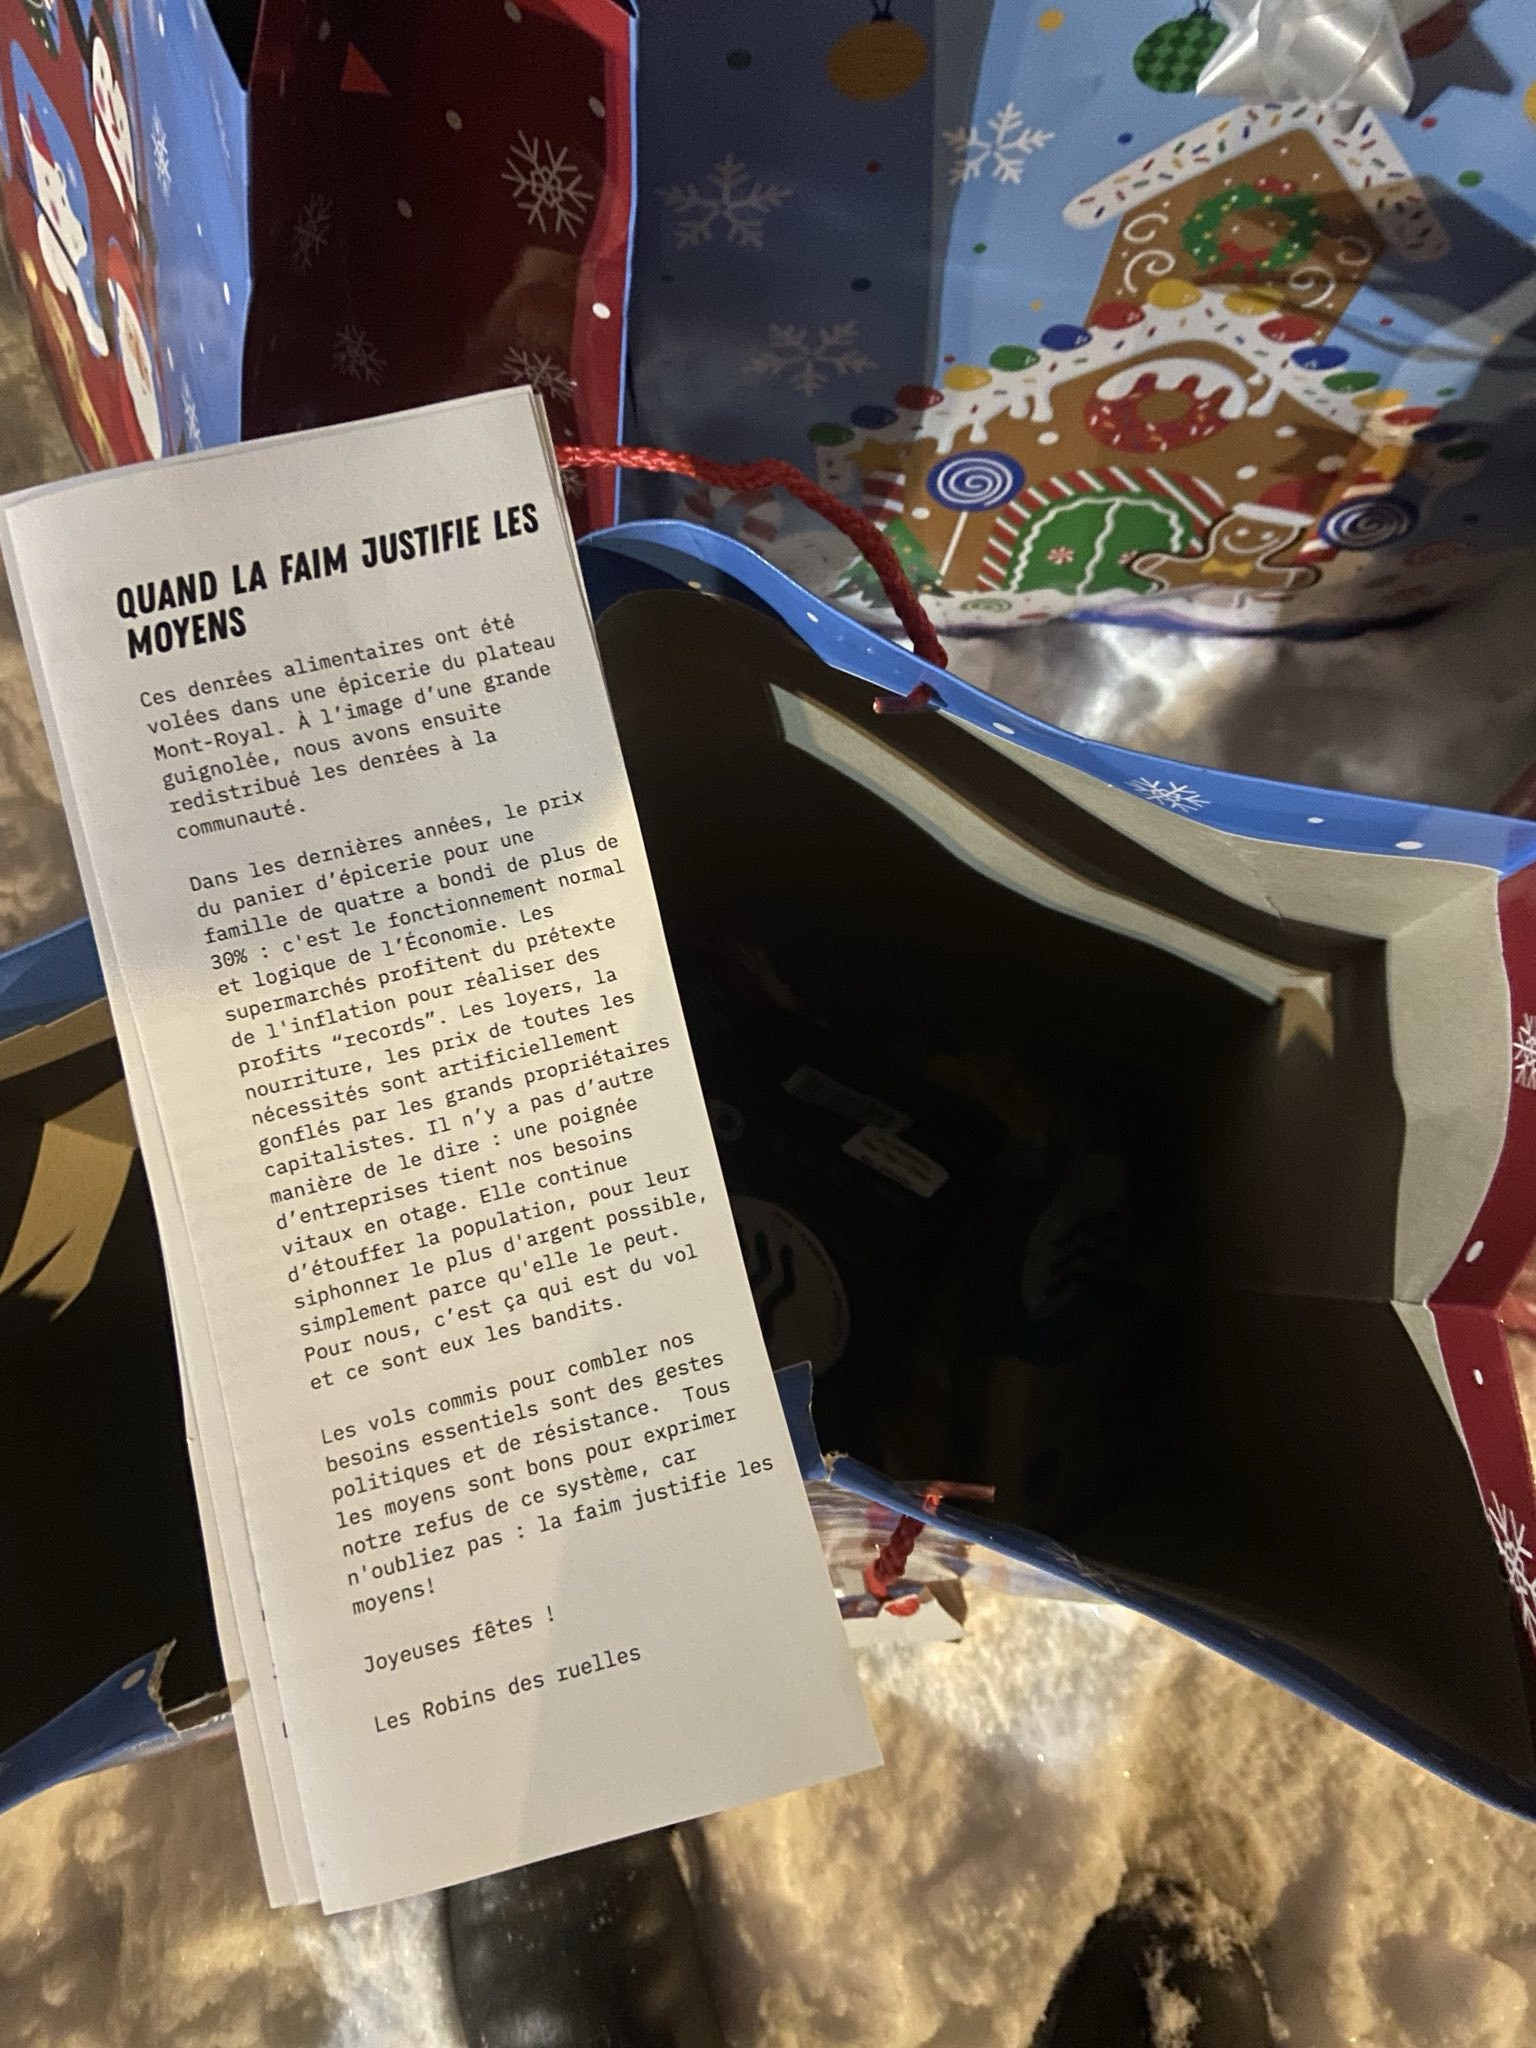 QUAND LA FAIM JUSTIFIE LES
MOYENS
Ces denrées alimentaires ont été
volées dans une épicerie du plateau
Mont-Royal. À l'image d'une grande
guignolée, nous avons ensuite
redistribué les denrées à la
communauté.
Dans les dernières années, le prix
du panier d'épicerie pour une
famille de quatre a bondi de plus de
30% : c'est le fonctionnement normal
et logique de l'Économie. Les
supermarchés profitent du prétexte
de l'inflation pour réaliser des
profits “records”. Les loyers, la
nourriture, les prix de toutes les
nécessités sont artificiellement
gonflés par les grands propriétaires
capitalistes. Il n'y a pas d'autre
manière de le dire : une poignée
d'entreprises tient nos besoins
vitaux en otage. Elle continue
d'étouffer la population, pour leur
siphonner le plus d'argent possible,
simplement parce qu'elle le peut.
Pour nous, c'est ça qui est du vol
et ce sont eux les bandits.
Les vols commis pour combler nos
besoins essentiels sont des gestes
politiques et de résistance. Tous
les moyens sont bons pour exprimer
notre refus de ce système, car
n'oubliez pas : la faim justifie les
moyens!
Joyeuses fêtes !
Les Robins des ruelles